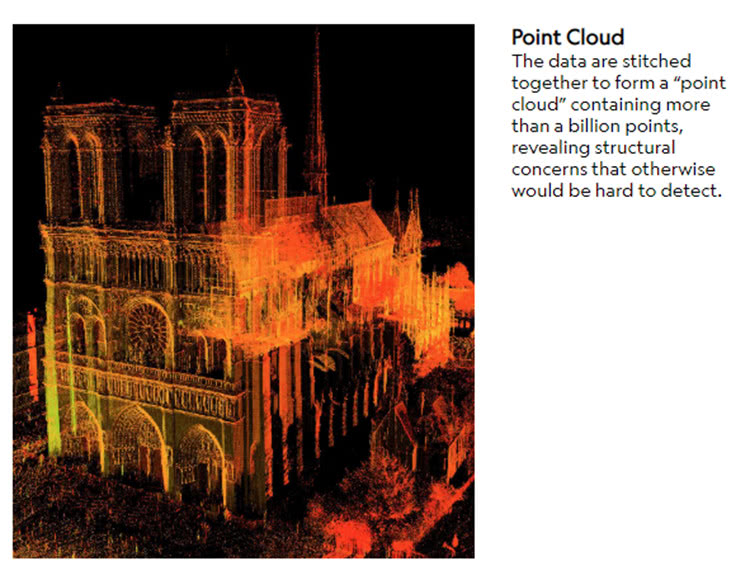 Point Cloud
The data are stitched
together to form a “point
cloud” containing more
than a billion points,
revealing structural
concerns that otherwise
would be hard to detect.